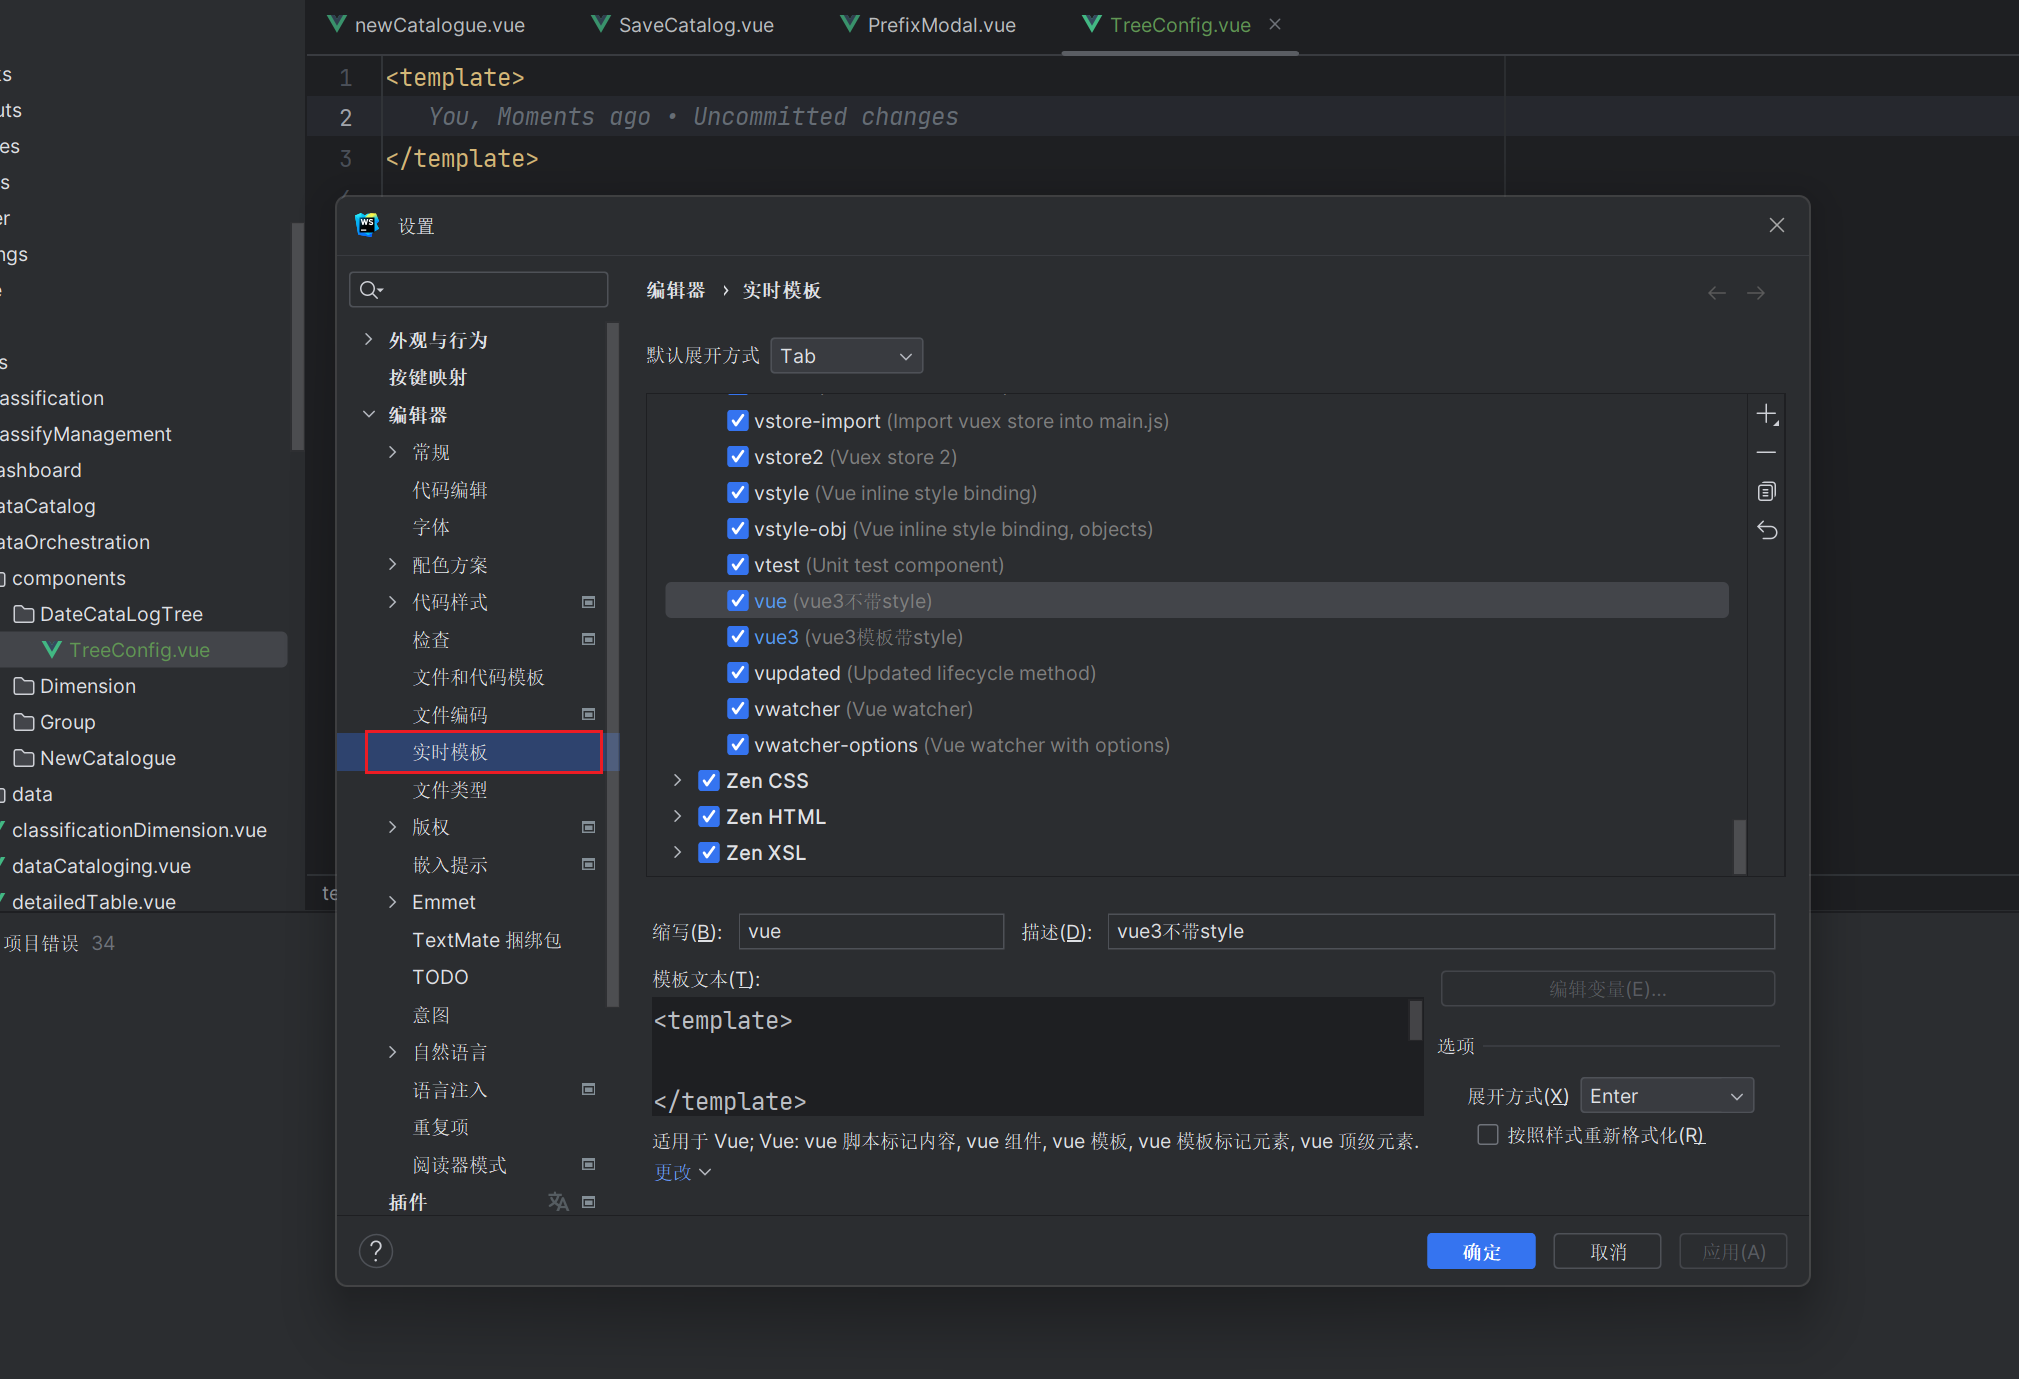 newCatalogue.vue
SaveCatalog.vue
PrefixModal.vue
TreeConfig.vue
1 <template>
2 You, Moments ago • Uncommitted changes
3 </template>
assification
assifyManagement
ashboard
ataCatalog
ataOrchestration
components
DateCataLogTree
TreeConfig.vue
Dimension
Group
NewCatalogue
data
classificationDimension.vue
dataCataloging.vue
detailedTable.vue
项目错误 34
设置
外观与行为
按键映射
编辑器
常规
代码编辑
字体
配色方案
代码样式
检查
文件和代码模板
文件编码
实时模板
文件类型
版权
嵌入提示
Emmet
TextMate 捆绑包
TODO
意图
自然语言
语言注入
重复项
阅读器模式
插件
编辑器 › 实时模板
默认展开方式 Tab
vstore-import (Import vuex store into main.js)
vstore2 (Vuex store 2)
vstyle (Vue inline style binding)
vstyle-obj (Vue inline style binding, objects)
vtest (Unit test component)
vue (vue3不带style)
vue3 (vue3模板带style)
vupdated (Updated lifecycle method)
vwatcher (Vue watcher)
vwatcher-options (Vue watcher with options)
Zen CSS
Zen HTML
Zen XSL
缩写(B): vue 描述(D): vue3不带style
模板文本(T):
<template>
</template>
编辑变量(E)...
选项
展开方式(X) Enter
按照样式重新格式化(R)
适用于 Vue; Vue: vue 脚本标记内容, vue 组件, vue 模板, vue 模板标记元素, vue 顶级元素.
更改
?
确定
取消
应用(A)